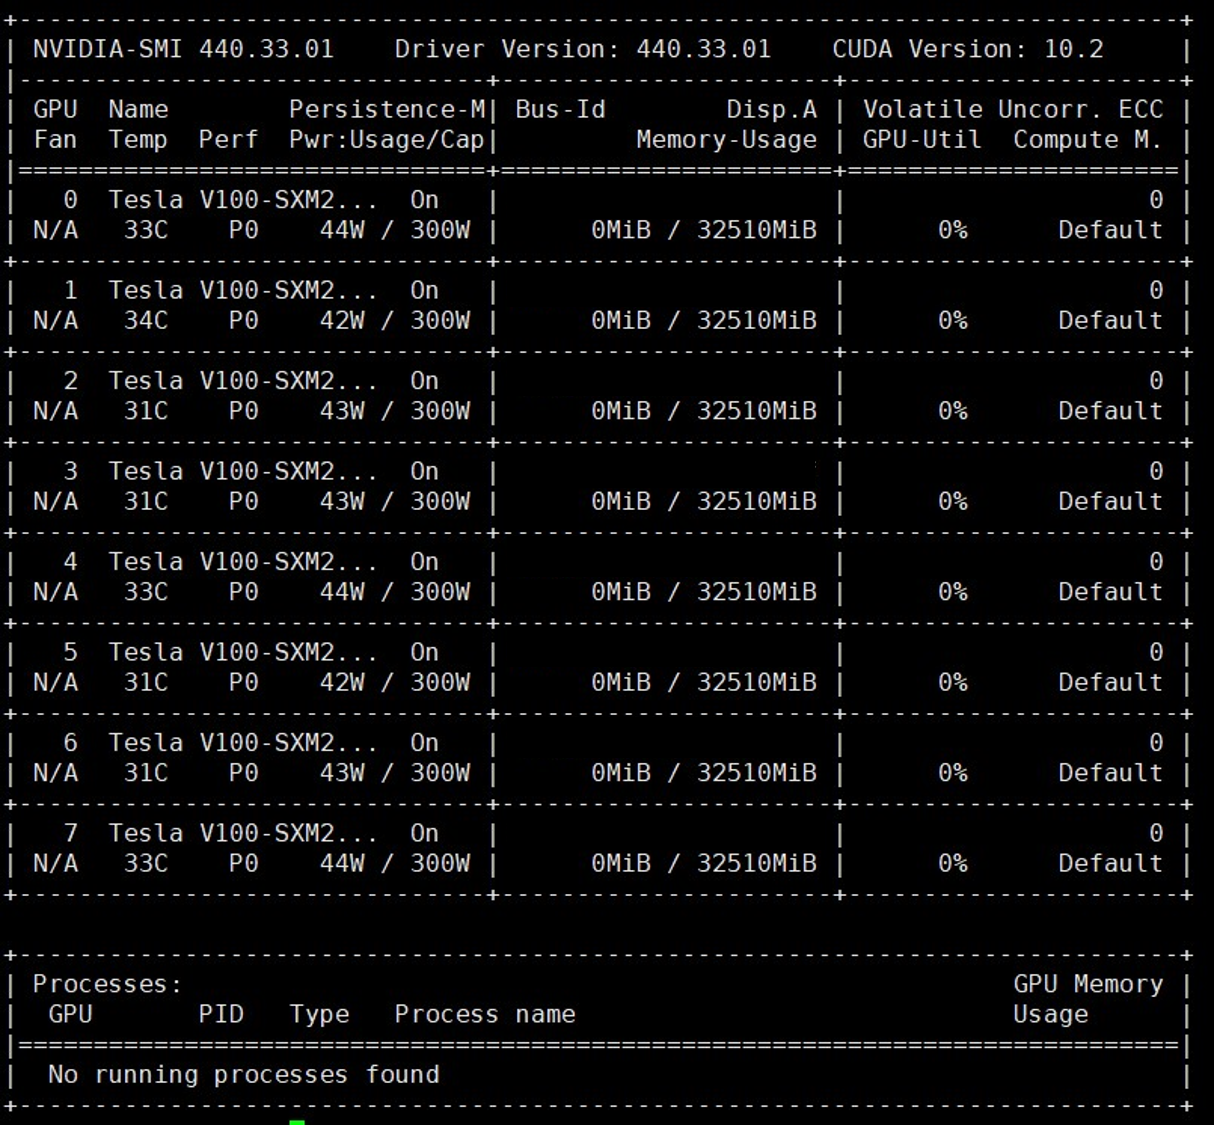 +-----------------------------------------------------------------------------+
| NVIDIA-SMI 440.33.01    Driver Version: 440.33.01    CUDA Version: 10.2     |
|-------------------------------+----------------------+----------------------+
| GPU  Name        Persistence-M| Bus-Id        Disp.A | Volatile Uncorr. ECC |
| Fan  Temp  Perf  Pwr:Usage/Cap|         Memory-Usage | GPU-Util  Compute M. |
|===============================+======================+======================|
|   0  Tesla V100-SXM2...  On   |                      |                    0 |
| N/A   33C    P0    44W / 300W |      0MiB / 32510MiB |      0%      Default |
+-------------------------------+----------------------+----------------------+
|   1  Tesla V100-SXM2...  On   |                      |                    0 |
| N/A   34C    P0    42W / 300W |      0MiB / 32510MiB |      0%      Default |
+-------------------------------+----------------------+----------------------+
|   2  Tesla V100-SXM2...  On   |                      |                    0 |
| N/A   31C    P0    43W / 300W |      0MiB / 32510MiB |      0%      Default |
+-------------------------------+----------------------+----------------------+
|   3  Tesla V100-SXM2...  On   |                      |                    0 |
| N/A   31C    P0    43W / 300W |      0MiB / 32510MiB |      0%      Default |
+-------------------------------+----------------------+----------------------+
|   4  Tesla V100-SXM2...  On   |                      |                    0 |
| N/A   33C    P0    44W / 300W |      0MiB / 32510MiB |      0%      Default |
+-------------------------------+----------------------+----------------------+
|   5  Tesla V100-SXM2...  On   |                      |                    0 |
| N/A   31C    P0    42W / 300W |      0MiB / 32510MiB |      0%      Default |
+-------------------------------+----------------------+----------------------+
|   6  Tesla V100-SXM2...  On   |                      |                    0 |
| N/A   31C    P0    43W / 300W |      0MiB / 32510MiB |      0%      Default |
+-------------------------------+----------------------+----------------------+
|   7  Tesla V100-SXM2...  On   |                      |                    0 |
| N/A   33C    P0    44W / 300W |      0MiB / 32510MiB |      0%      Default |
+-------------------------------+----------------------+----------------------+

+-----------------------------------------------------------------------------+
| Processes:                                                       GPU Memory |
|  GPU       PID   Type   Process name                             Usage      |
|=============================================================================|
|  No running processes found                                                 |
+-----------------------------------------------------------------------------+